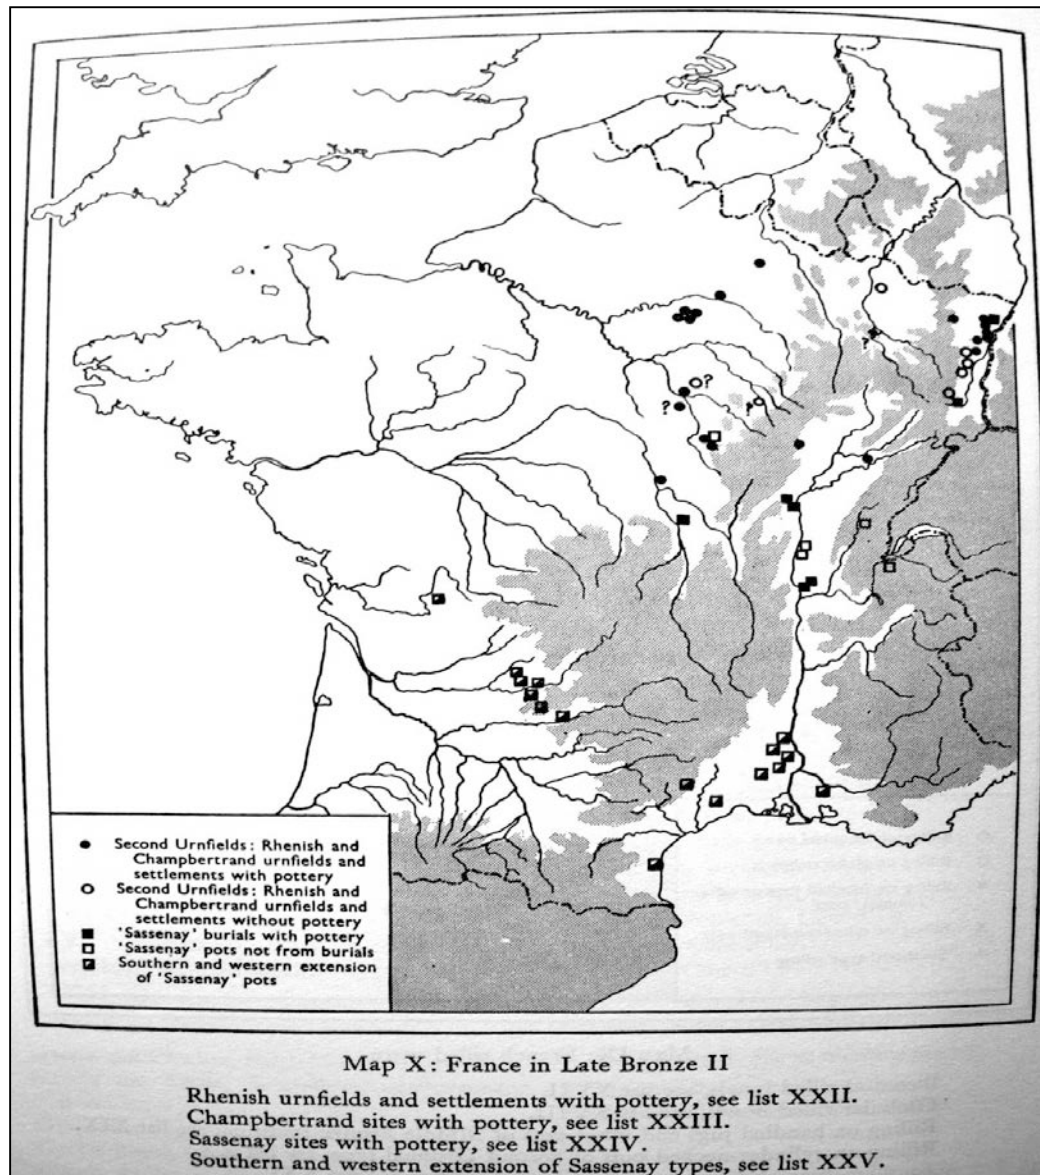 ?
?
?
?
● Second Urnfields: Rhenish and
Champbertrand urnfields and
settlements with pottery
○ Second Urnfields: Rhenish and
Champbertrand urnfields and
settlements without pottery
■ 'Sassenay' burials with pottery
□ 'Sassenay' pots not from burials
Southern and western extension
of 'Sassenay' pots
Map X: France in Late Bronze II
Rhenish urnfields and settlements with pottery, see list XXII.
Champbertrand sites with pottery, see list XXIII.
Sassenay sites with pottery, see list XXIV.
Southern and western extension of Sassenay types, see list XXV.